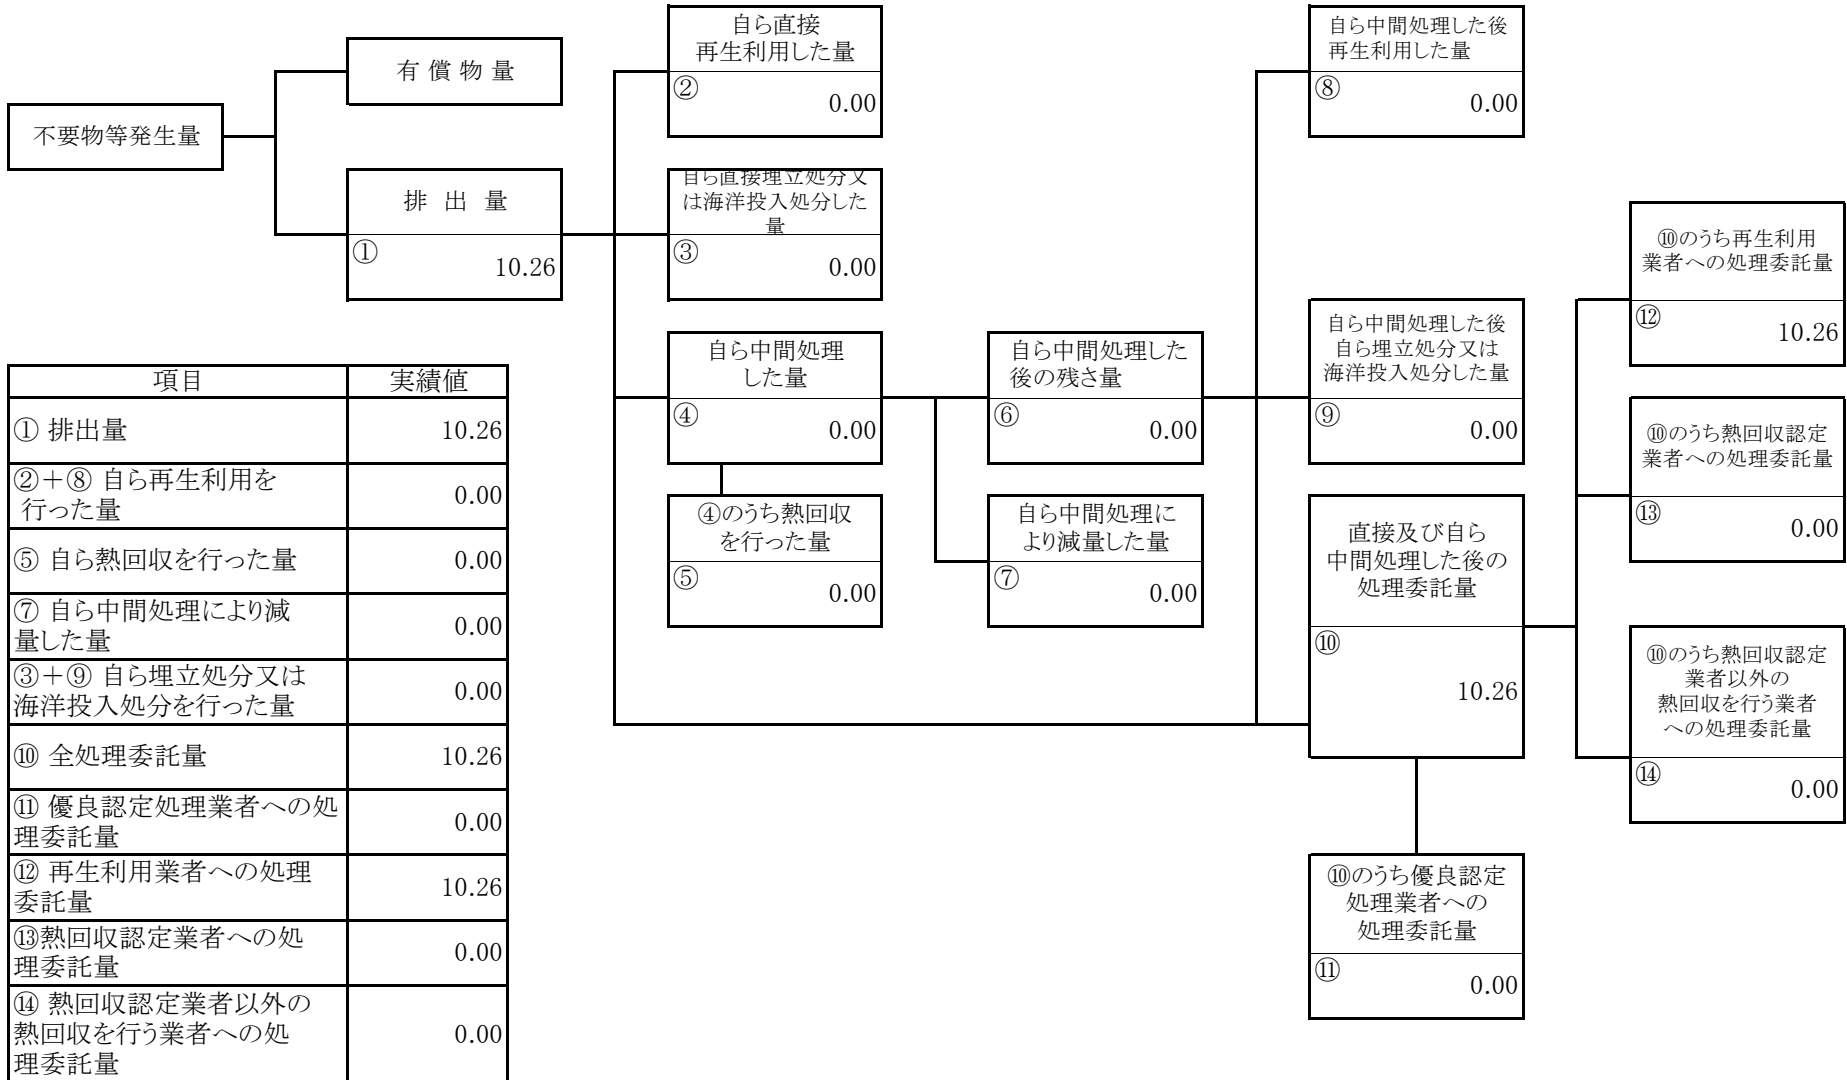 不要物等発生量
有 償 物 量
排 出 量
①
10.26
自ら直接
再生利用した量
②
0.00
自ら直接埋立処分又
は海洋投入処分した
量
③
0.00
自ら中間処理
した量
④
0.00
④のうち熱回収
を行った量
⑤
0.00
自ら中間処理した
後の残さ量
⑥
0.00
自ら中間処理に
より減量した量
⑦
0.00
自ら中間処理した後
再生利用した量
⑧
0.00
自ら中間処理した後
自ら埋立処分又は
海洋投入処分した量
⑨
0.00
直接及び自ら
中間処理した後の
処理委託量
⑩
10.26
⑩のうち優良認定
処理業者への
処理委託量
⑪
0.00
⑩のうち再生利用
業者への処理委託量
⑫
10.26
⑩のうち熱回収認定
業者への処理委託量
⑬
0.00
⑩のうち熱回収認定
業者以外の
熱回収を行う業者
への処理委託量
⑭
0.00
項目 実績値
① 排出量 10.26
②＋⑧ 自ら再生利用を
行った量
0.00
⑤ 自ら熱回収を行った量 0.00
⑦ 自ら中間処理により減
量した量
0.00
③＋⑨ 自ら埋立処分又は
海洋投入処分を行った量
0.00
⑩ 全処理委託量 10.26
⑪ 優良認定処理業者への処
理委託量
0.00
⑫ 再生利用業者への処理
委託量
10.26
⑬熱回収認定業者への処
理委託量
0.00
⑭ 熱回収認定業者以外の
熱回収を行う業者への処
理委託量
0.00